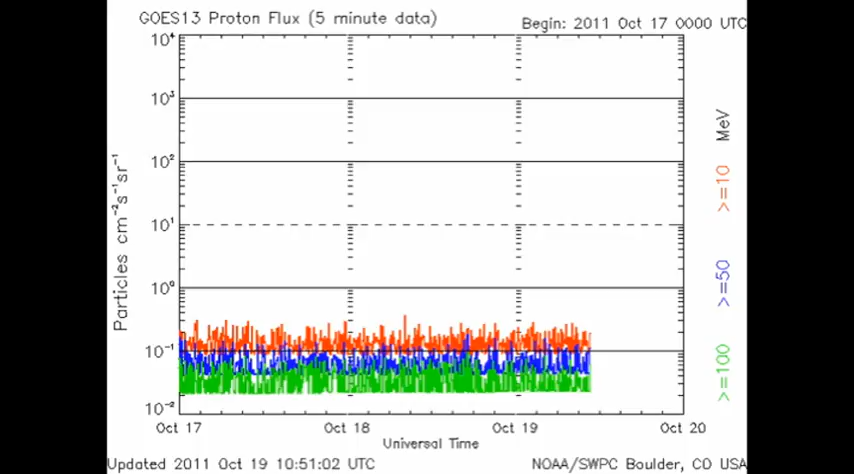 GOES13 Proton Flux (5 minute data)
Begin: 2011 Oct 17 0000 UTC
10⁴
10³
10²
10¹
10⁰
10⁻¹
10⁻²
Particles cm⁻²s⁻¹sr⁻¹
MeV
>=10
>=50
>=100
Oct 17
Oct 18
Oct 19
Oct 20
Universal Time
Updated 2011 Oct 19 10:51:02 UTC
NOAA/SWPC Boulder, CO USA